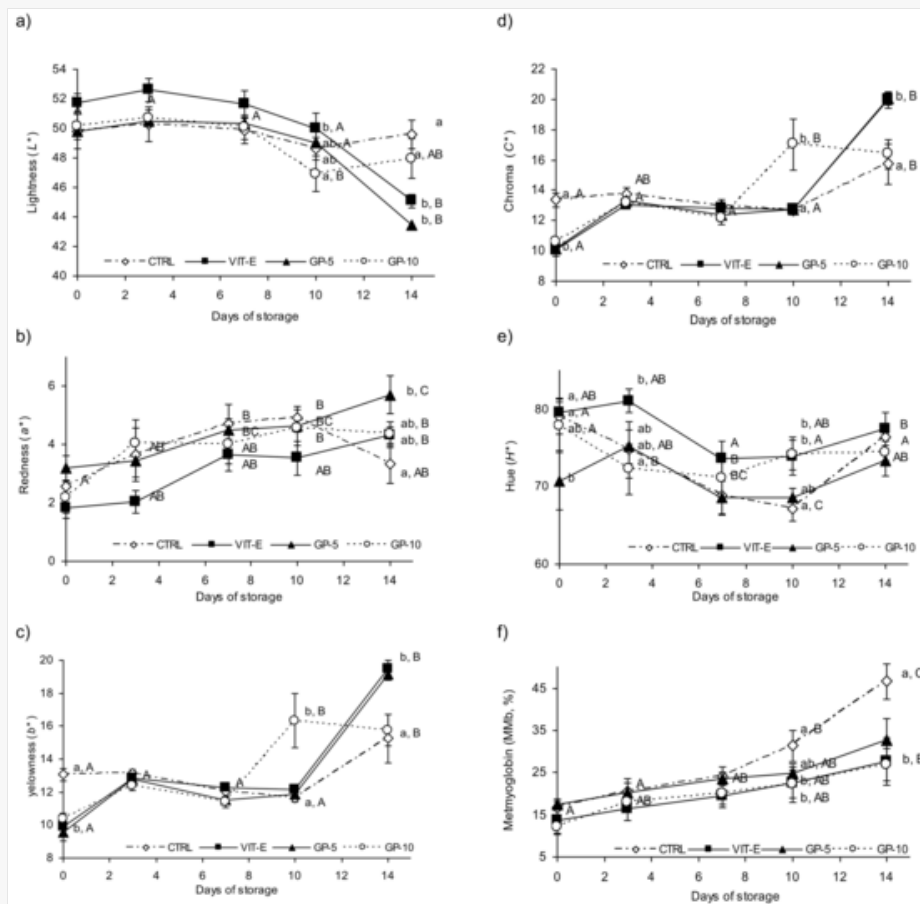 a)
54
52
50
48
46
44
42
40
Lightness (L*)
A
A
b, A
ab, A
ab
a, B
a
a, AB
b, B
b, B
CTRL VIT-E GP-5 GP-10
0 2 4 6 8 10 12 14
Days of storage
b)
6
4
2
0
Redness (a*)
A
AB
AB
B
BC
AB
AB
B
BC
B
AB
b, C
ab, B
ab, B
a, AB
CTRL VIT-E GP-5 GP-10
0 2 4 6 8 10 12 14
Days of storage
c)
20
18
16
14
12
10
8
yelowness (b*)
a, A
b, A
A
A
b, B
a, A
b, B
a, B
CTRL VIT-E GP-5 GP-10
0 2 4 6 8 10 12 14
Days of storage
d)
22
20
18
16
14
12
10
8
Chroma (C*)
a, A
b, A
AB
A
A
b, B
a, A
b, B
a, B
CTRL VIT-E GP-5 GP-10
0 2 4 6 8 10 12 14
Days of storage
e)
80
70
60
Hue (H*)
a, AB
a, A
ab, A
b
b, AB
ab
ab, AB
a, B
A
B
BC
b, AB
b, A
ab
a, C
B
A
CTRL VIT-E GP-5 GP-10
0 2 4 6 8 10 12 14
Days of storage
f)
45
35
25
15
5
Metmyoglobin (MMb, %)
A
A
AB
AB
a, B
ab, AB
b, AB
b, AB
a, C
CTRL VIT-E GP-5 GP-10
0 2 4 6 8 10 12 14
Days of storage